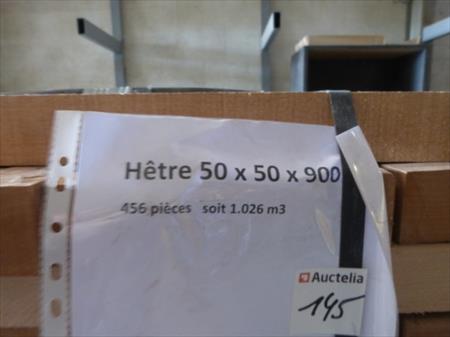 Hêtre 50 x 50 x 900
456 pièces soit 1.026 m3
Auctelia
145